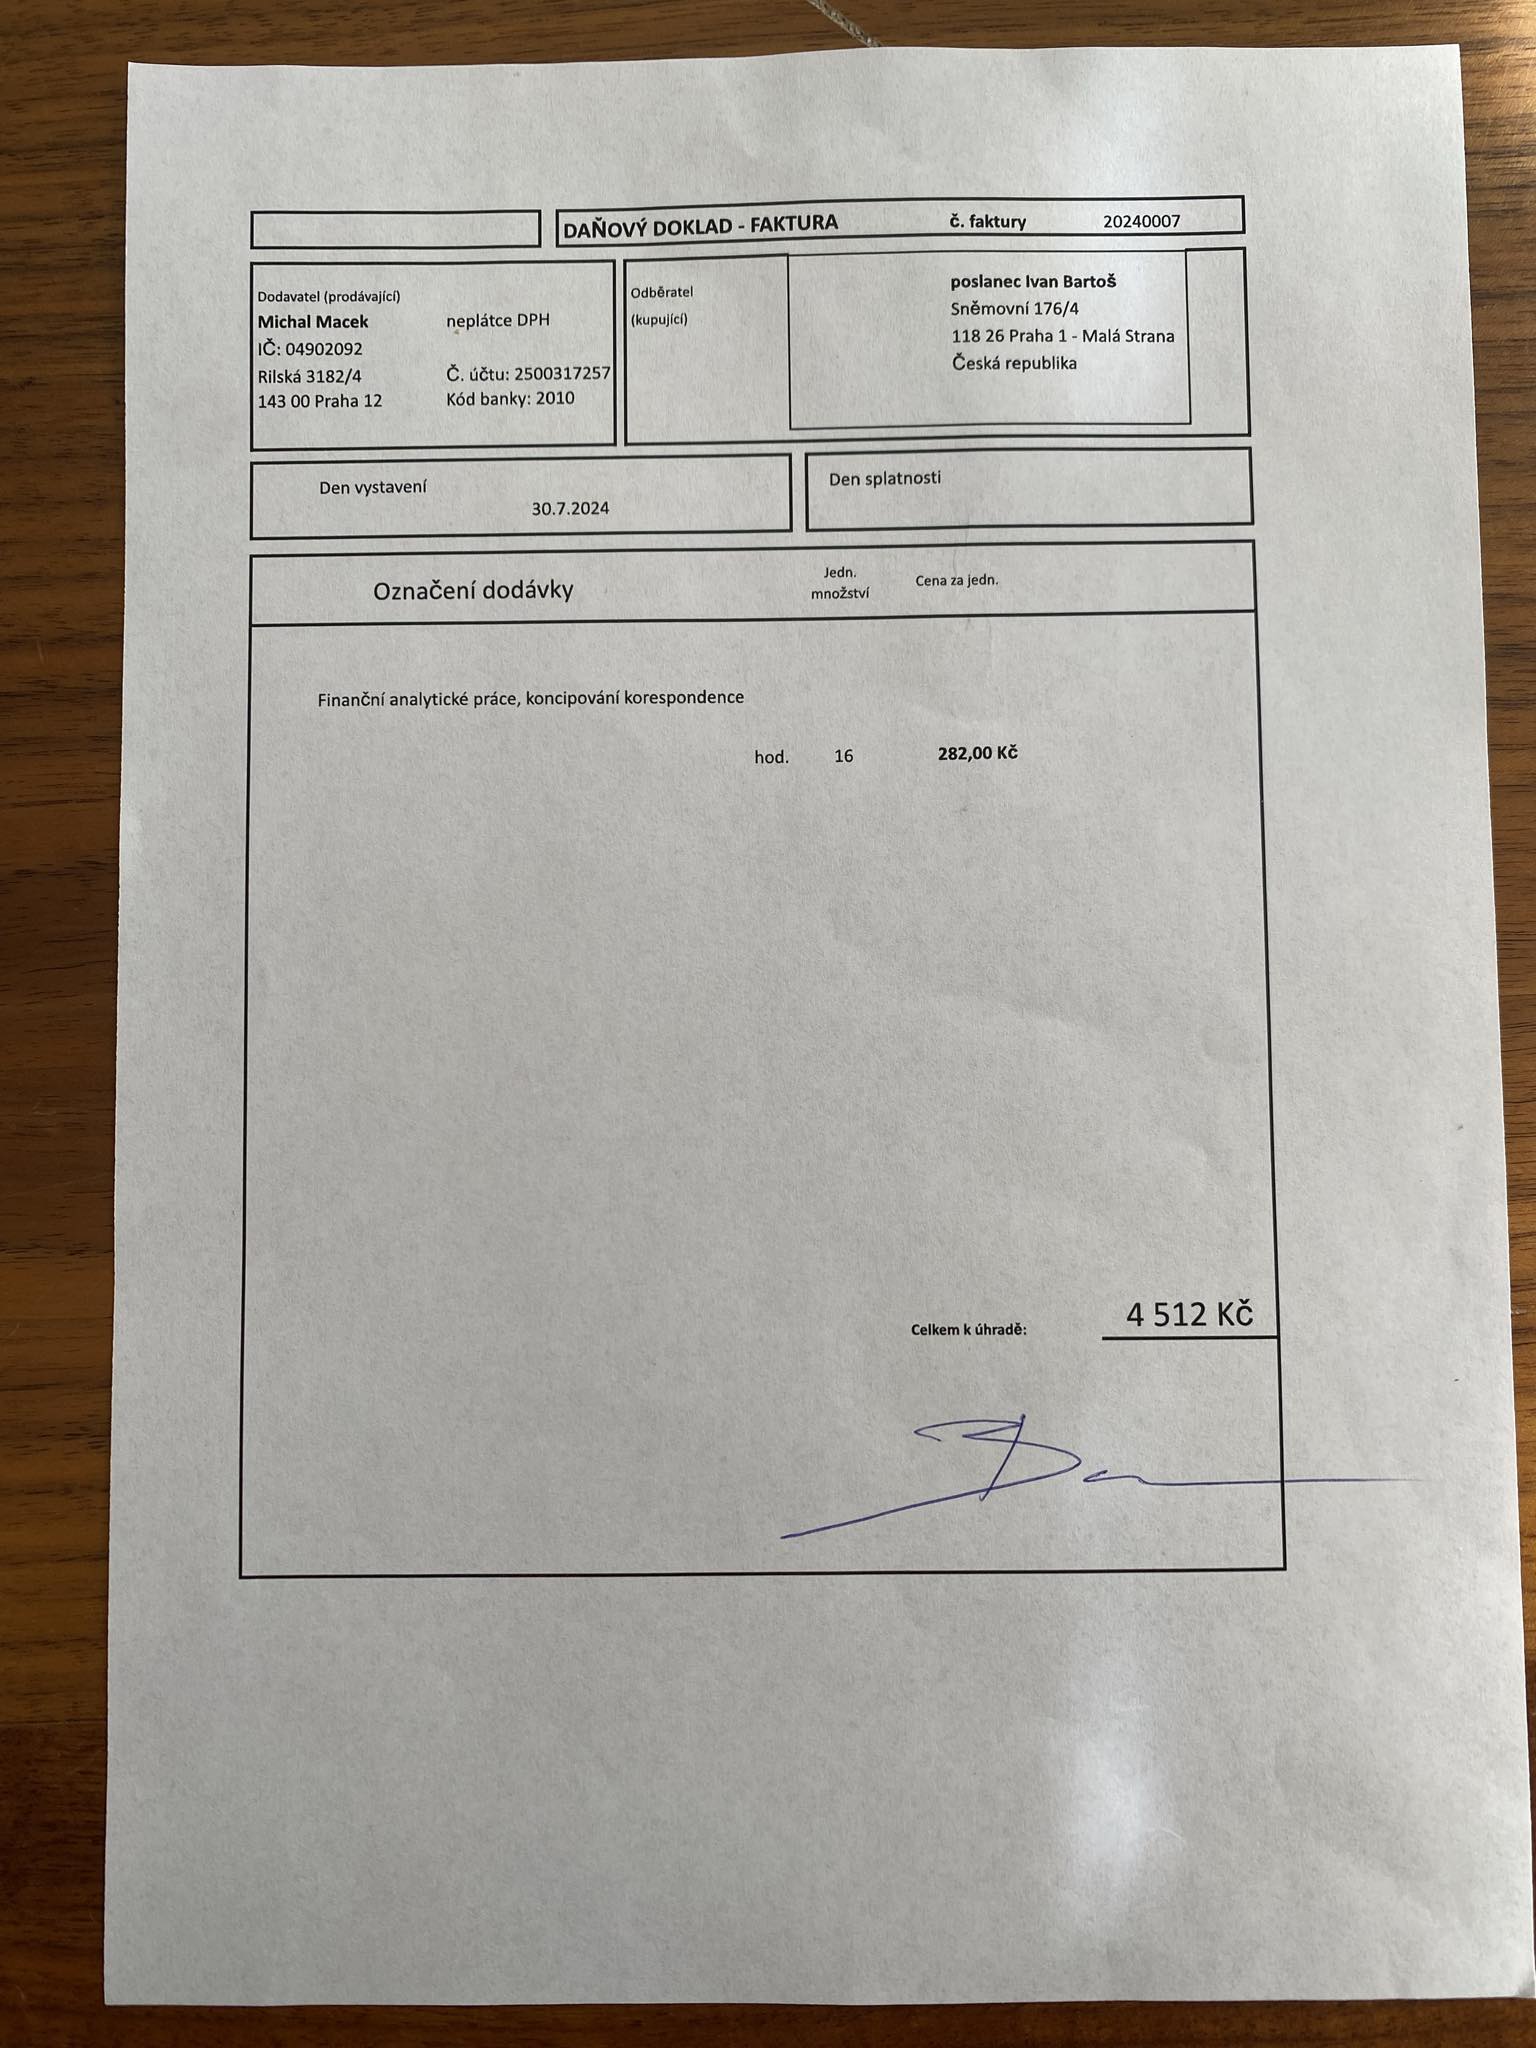 DAŇOVÝ DOKLAD - FAKTURA č. faktury 20240007
Dodavatel (prodávající)
Michal Macek neplátce DPH
IČ: 04902092
Rilská 3182/4 Č. účtu: 2500317257
143 00 Praha 12 Kód banky: 2010
Odběratel
(kupující)
poslanec Ivan Bartoš
Sněmovní 176/4
118 26 Praha 1 - Malá Strana
Česká republika
Den vystavení
30.7.2024
Den splatnosti
Označení dodávky
Jedn.
množství
Cena za jedn.
Finanční analytické práce, koncipování korespondence
hod. 16 282,00 Kč
Celkem k úhradě: 4 512 Kč